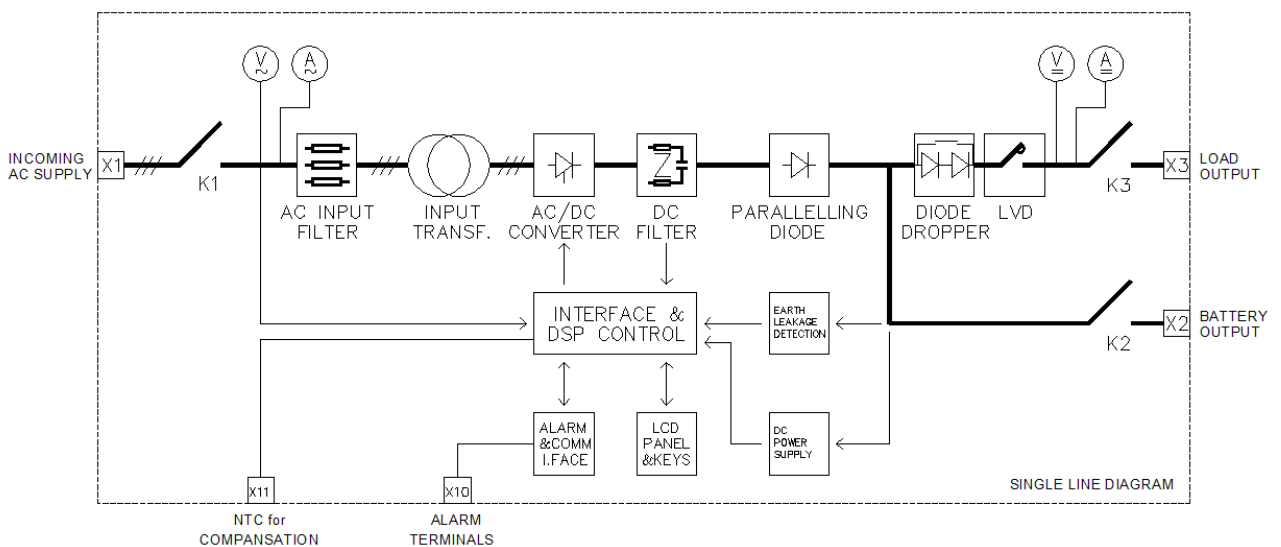 V
A
V
A
INCOMING
AC SUPPLY
X1
K1
AC INPUT
FILTER
INPUT
TRANSF.
AC/DC
CONVERTER
Z
DC
FILTER
PARALLELLING
DIODE
DIODE
DROPPER
LVD
K3
X3
LOAD
OUTPUT
INTERFACE &
DSP CONTROL
EARTH
LEAKAGE
DETECTION
K2
X2
BATTERY
OUTPUT
ALARM
&COMM
I.FACE
LCD
PANEL
&KEYS
DC
POWER
SUPPLY
X11
X10
SINGLE LINE DIAGRAM
NTC for
COMPANSATION
ALARM
TERMINALS